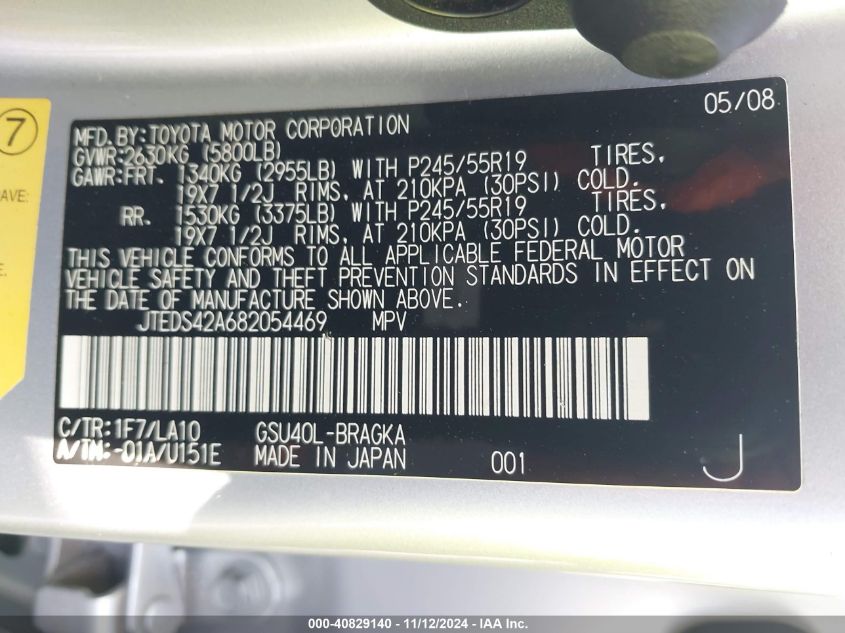 7
AVE:
E.
05/08
MFD. BY: TOYOTA MOTOR CORPORATION
GVWR: 2630KG (5800LB)
GAWR: FRT. 1340KG (2955LB) WITH P245/55R19 TIRES,
19X7 1/2J RIMS, AT 210KPA (30PSI) COLD.
RR. 1530KG (3375LB) WITH P245/55R19 TIRES,
19X7 1/2J RIMS, AT 210KPA (30PSI) COLD.
THIS VEHICLE CONFORMS TO ALL APPLICABLE FEDERAL MOTOR
VEHICLE SAFETY AND THEFT PREVENTION STANDARDS IN EFFECT ON
THE DATE OF MANUFACTURE SHOWN ABOVE.
JTEDS42A682054469 MPV
C/TR: 1F7/LA10 GSU40L-BRAGKA
A/TM: -01A/U151E MADE IN JAPAN 001 J
000-40829140 - 11/12/2024 - IAA Inc.